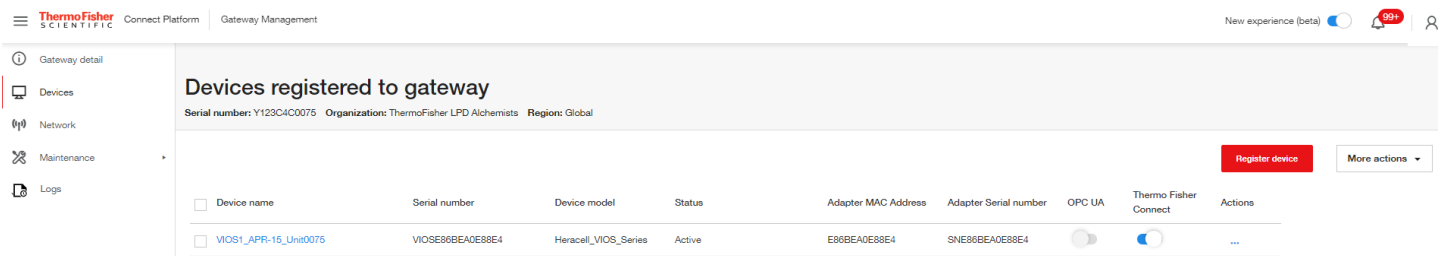 ThermoFisher SCIENTIFIC Connect Platform Gateway Management New experience (beta) 99+
Gateway detail
Devices
Network
Maintenance
Logs
Devices registered to gateway
Serial number: Y123C4C0075 Organization: ThermoFisher LPD Alchemists Region: Global
Register device More actions
Device name Serial number Device model Status Adapter MAC Address Adapter Serial number OPC UA Thermo Fisher Connect Actions
VIOS1_APR-15_Unit0075 VIOSE86BEA0E88E4 Heracell_VIOS_Series Active E86BEA0E88E4 SNE86BEA0E88E4 ...